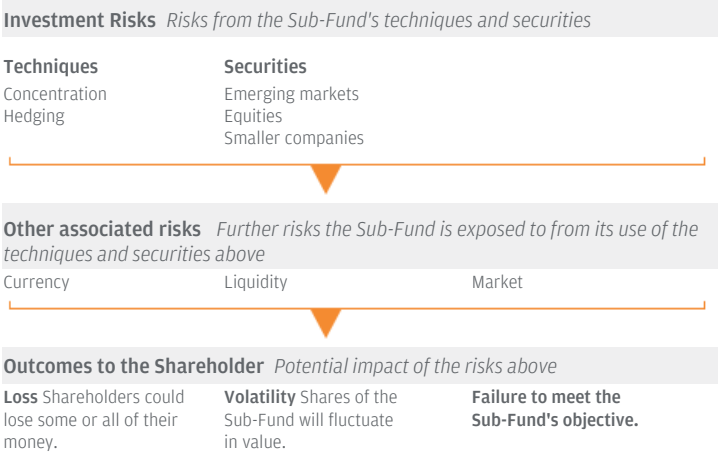 Investment Risks Risks from the Sub-Fund's techniques and securities
Techniques
Concentration
Hedging
Securities
Emerging markets
Equities
Smaller companies
Other associated risks Further risks the Sub-Fund is exposed to from its use of the
techniques and securities above
Currency
Liquidity
Market
Outcomes to the Shareholder Potential impact of the risks above
Loss Shareholders could
lose some or all of their
money.
Volatility Shares of the
Sub-Fund will fluctuate
in value.
Failure to meet the
Sub-Fund's objective.